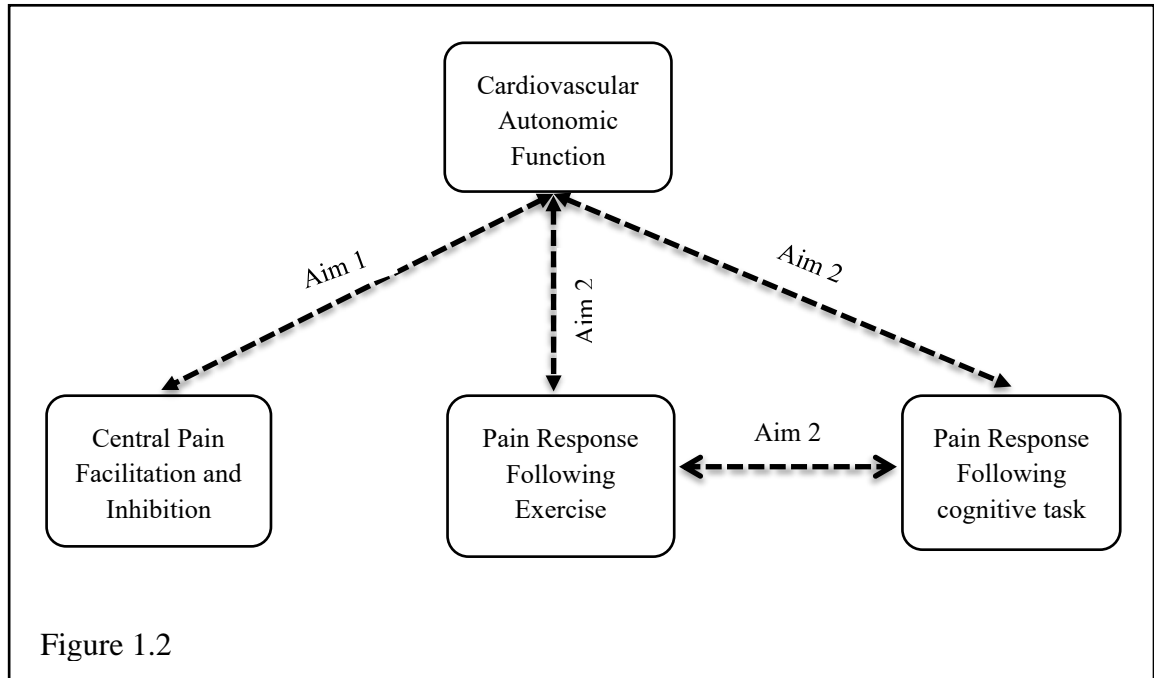 Cardiovascular
Autonomic
Function
Aim 1
Aim 2
Aim 2
Central Pain
Facilitation and
Inhibition
Pain Response
Following
Exercise
Aim 2
Pain Response
Following
cognitive task
Figure 1.2